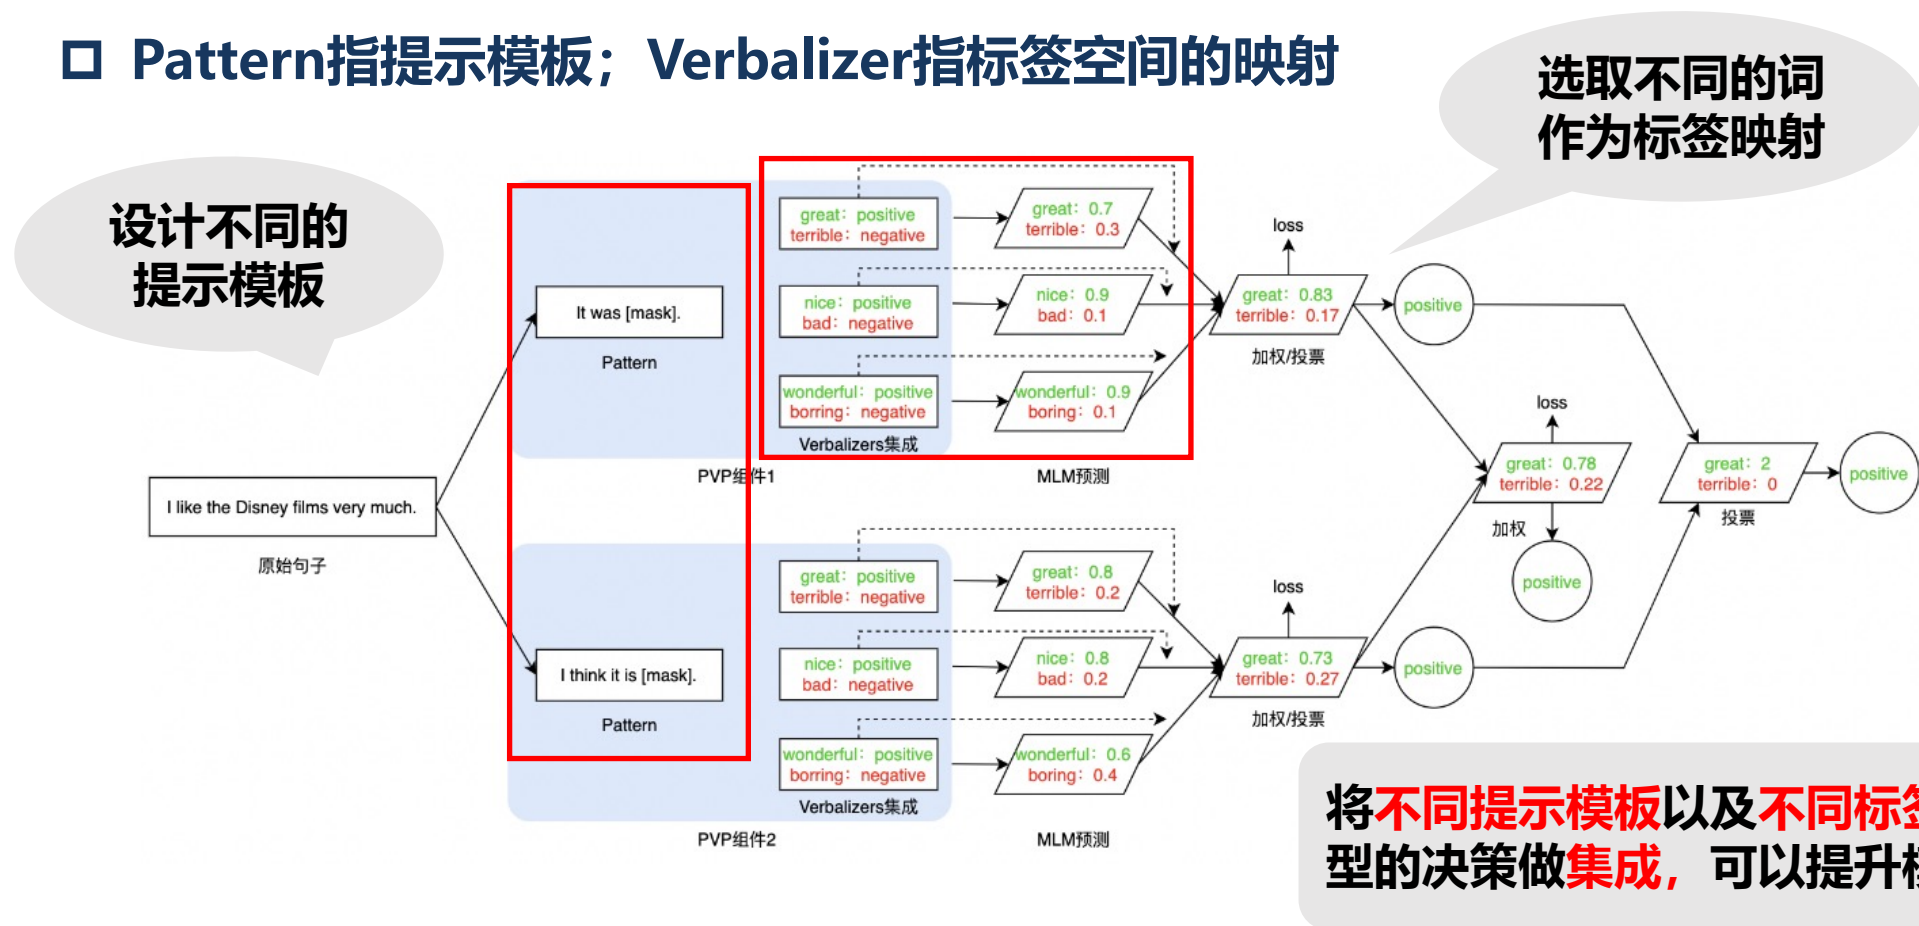 Pattern指提示模板；Verbalizer指标签空间的映射
选取不同的词
作为标签映射
设计不同的
提示模板
great: positive
terrible: negative
great: 0.7
terrible: 0.3
loss
nice: positive
bad: negative
nice: 0.9
bad: 0.1
great: 0.83
terrible: 0.17
positive
It was [mask].
Pattern
加权/投票
wonderful: positive
borring: negative
wonderful: 0.9
boring: 0.1
Verbalizers集成
PVP组件1
MLM预测
loss
great: 0.78
terrible: 0.22
加权
positive
great: 2
terrible: 0
投票
positive
I like the Disney films very much.
原始句子
great: positive
terrible: negative
great: 0.8
terrible: 0.2
loss
nice: positive
bad: negative
nice: 0.8
bad: 0.2
great: 0.73
terrible: 0.27
positive
I think it is [mask].
Pattern
加权/投票
wonderful: positive
borring: negative
wonderful: 0.6
boring: 0.4
Verbalizers集成
PVP组件2
MLM预测
将不同提示模板以及不同标
型的决策做集成，可以提升